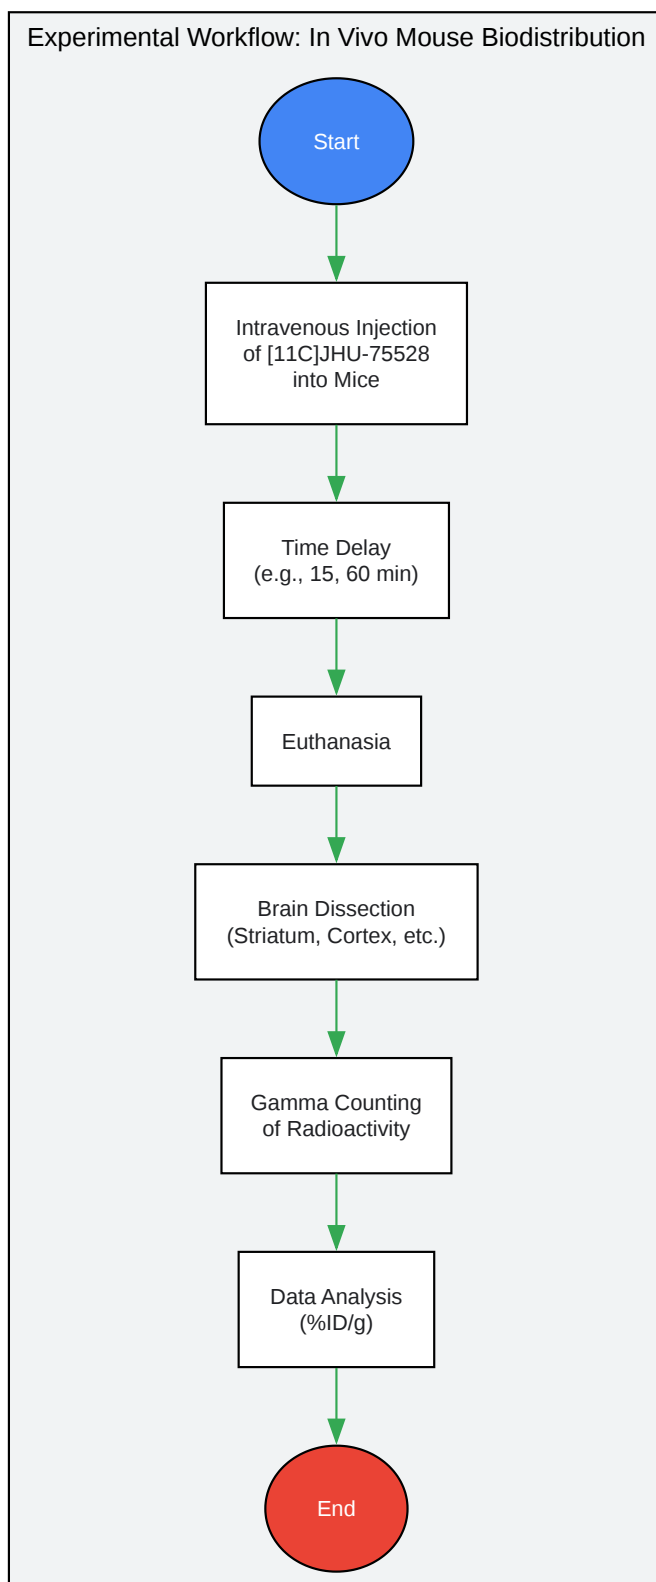 Experimental Workflow: In Vivo Mouse Biodistribution
Start
Intravenous Injection
of [11C]JHU-75528
into Mice
Time Delay
(e.g., 15, 60 min)
Euthanasia
Brain Dissection
(Striatum, Cortex, etc.)
Gamma Counting
of Radioactivity
Data Analysis
(%ID/g)
End